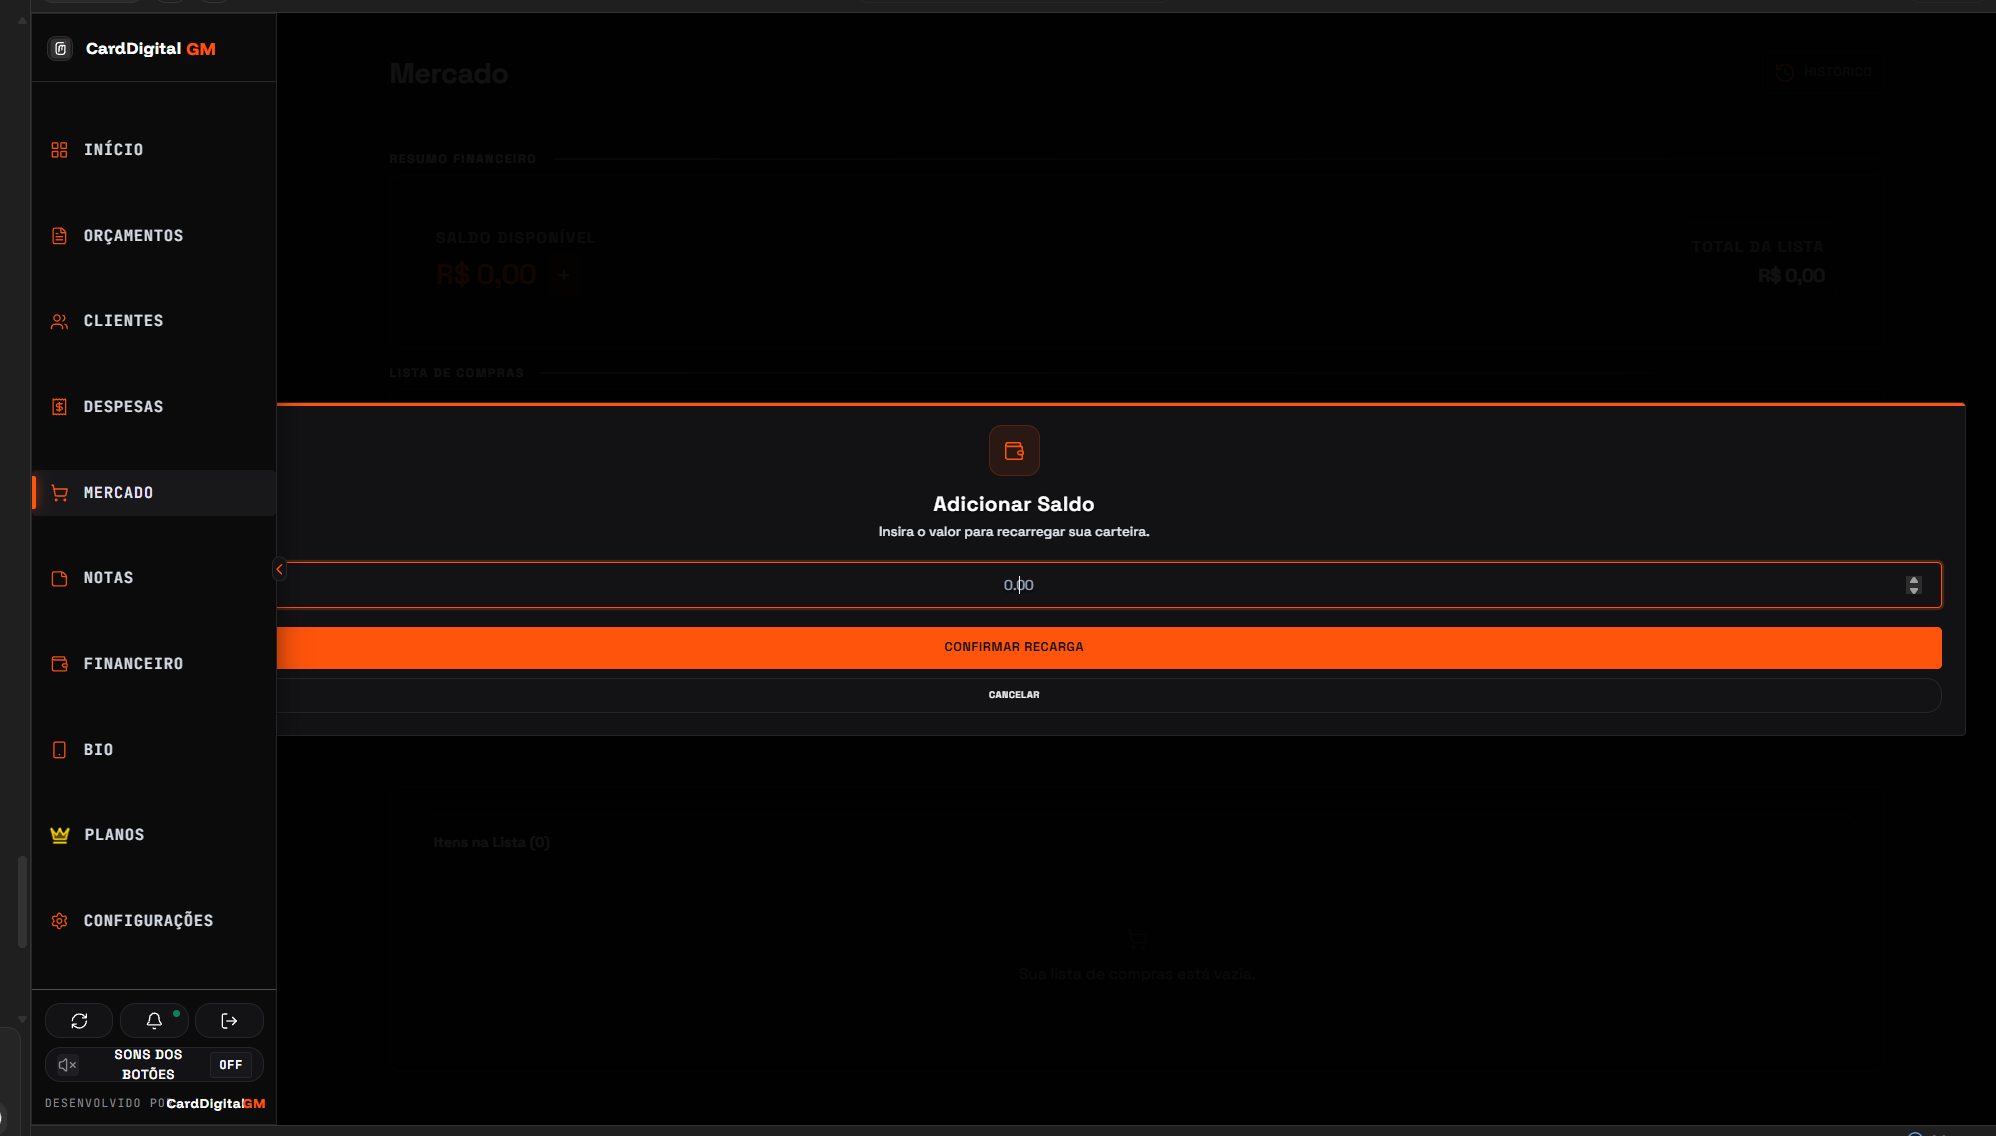 CardDigital GM
INÍCIO
ORÇAMENTOS
CLIENTES
DESPESAS
MERCADO
NOTAS
FINANCEIRO
BIO
PLANOS
CONFIGURAÇÕES
SONS DOS
BOTÕES
OFF
DESENVOLVIDO POR CardDigitalGM
Mercado
HISTÓRICO
RESUMO FINANCEIRO
SALDO DISPONÍVEL
R$ 0,00 +
TOTAL DA LISTA
R$ 0,00
LISTA DE COMPRAS
Adicionar Saldo
Insira o valor para recarregar sua carteira.
0.00
CONFIRMAR RECARGA
CANCELAR
Itens na Lista (0)
Sua lista de compras está vazia.